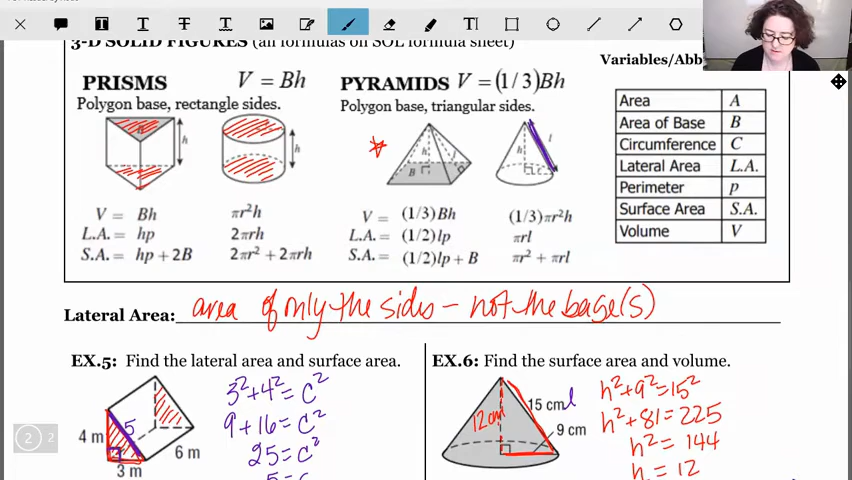 3-D SOLID FIGURES (all formulas on SOL formula sheet)
Variables/Abb
PRISMS V = Bh
Polygon base, rectangle sides.
PYRAMIDS V = (1/3)Bh
Polygon base, triangular sides.
h
h
h
l
B
h
l
V = Bh πr²h
L.A. = hp 2πrh
S.A. = hp + 2B 2πr² + 2πrh
V = (1/3)Bh (1/3)πr²h
L.A. = (1/2)lp πrl
S.A. = (1/2)lp + B πr² + πrl
Area A
Area of Base B
Circumference C
Lateral Area L.A.
Perimeter p
Surface Area S.A.
Volume V
Lateral Area: area of only the sides - not the base(s)
EX.5: Find the lateral area and surface area.
4 m
5
3 m
6 m
3²+4²=c²
9+16=c²
25=c²
EX.6: Find the surface area and volume.
12cm
15 cm l
9 cm
h²+9²=15²
h²+81=225
h²=144
h=12
2
2